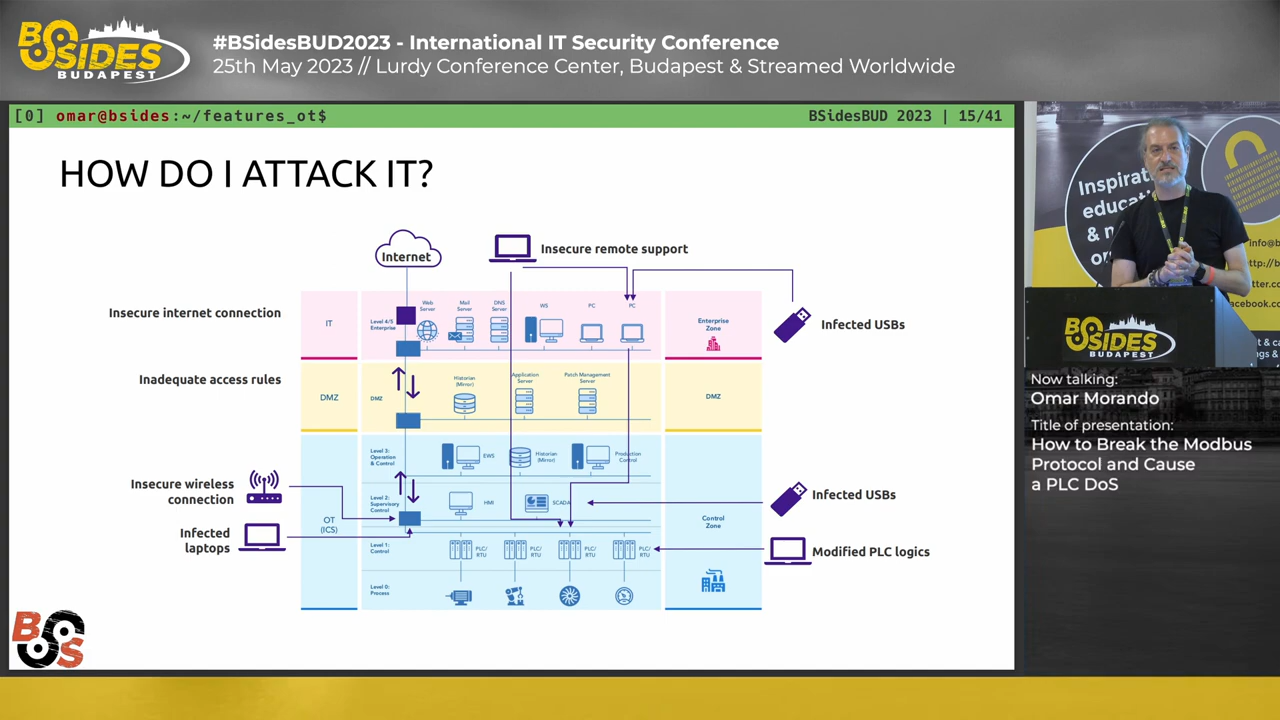 BSIDES
BUDAPEST
#BSidesBUD2023 - International IT Security Conference
25th May 2023 // Lurdy Conference Center, Budapest & Streamed Worldwide
[0] omar@bsides:~/features_ot$
BSidesBUD 2023 | 15/41
HOW DO I ATTACK IT?
Internet
Insecure remote support
Insecure internet connection
Inadequate access rules
Insecure wireless
connection
Infected
laptops
IT
Level 4/5
Enterprise
Web
Server
Mail
Server
DNS
Server
WS
PC
PC
Enterprise
Zone
Infected USBs
DMZ
DMZ
Historian
(Mirror)
Application
Server
Patch Management
Server
DMZ
OT
(ICS)
Level 3:
Operation
& Control
EWS
Historian
(Mirror)
Production
Control
Level 2:
Supervisory
Control
HMI
SCADA
Infected USBs
Control
Zone
Level 1:
Control
PLC/
RTU
PLC/
RTU
PLC/
RTU
PLC/
RTU
Modified PLC logics
Level 0:
Process
BSIDES
BUDAPEST
Now talking:
Omar Morando
Title of presentation:
How to Break the Modbus
Protocol and Cause
a PLC DoS